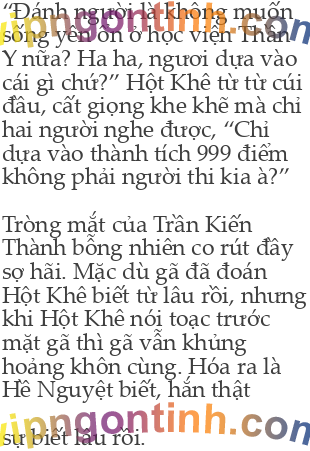 “Đánh người là không muốn
sống yên ổn ở học viện Thần
Y nữa? Ha ha, ngươi dựa vào
cái gì chứ?” Hột Khê từ từ cúi
đầu, cất giọng khe khẽ mà chỉ
hai người nghe được, “Chỉ
dựa vào thành tích 999 điểm
không phải người thi kia à?”
Tròng mắt của Trần Kiến
Thành bỗng nhiên co rút đầy
sợ hãi. Mặc dù gã đã đoán
Hột Khê biết từ lâu rồi, nhưng
khi Hột Khê nói toạc trước
mặt gã thì gã vẫn khủng
hoảng khôn cùng. Hóa ra là
Hề Nguyệt biết, hắn thật
sự biết lâu rồi.
vipngontinh.com
vipngontinh.com